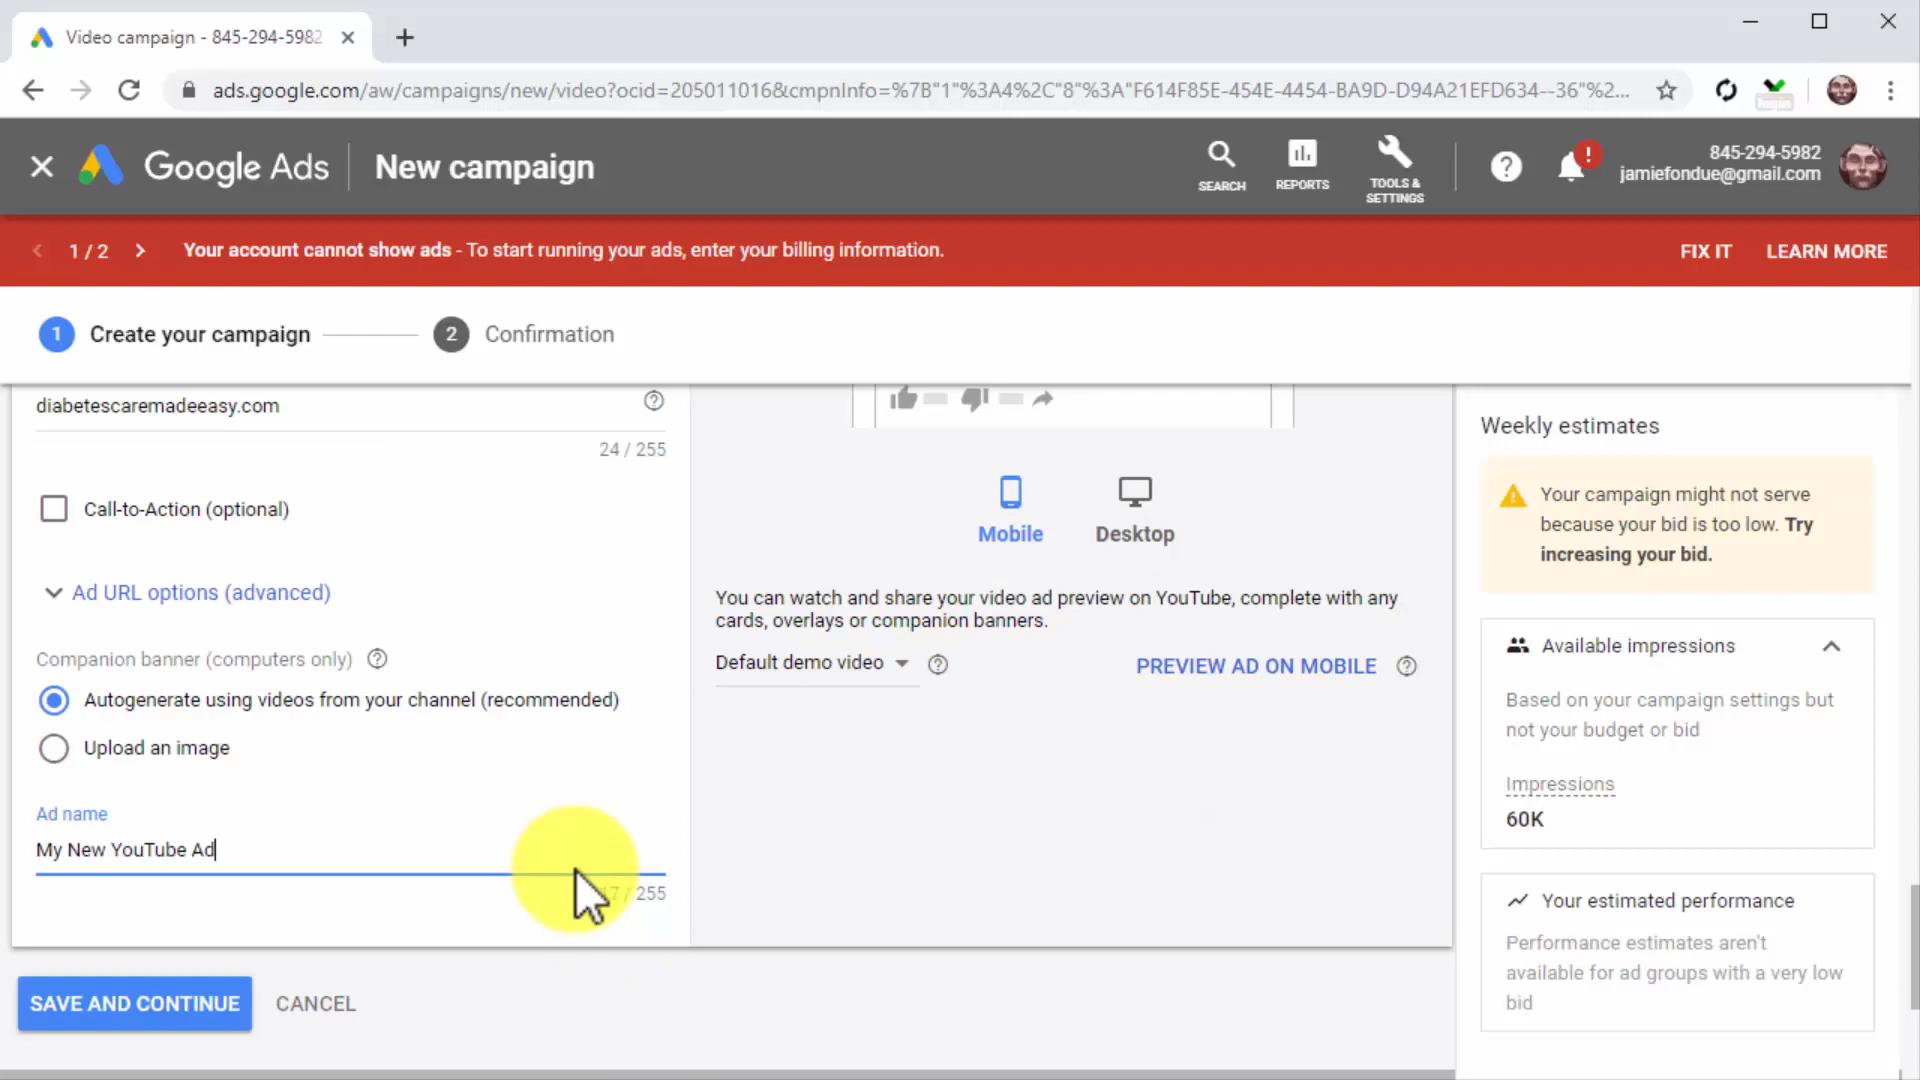 Video campaign - 845-294-5982
ads.google.com/aw/campaigns/new/video?ocid=205011016&cmpnInfo=%7B"1"%3A4%2C"8"%3A"F614F85E-454E-4454-BA9D-D94A21EFD634--36"%2...
login
Google Ads
New campaign
SEARCH
REPORTS
TOOLS &
SETTINGS
?
!
845-294-5982
jamiefondue@gmail.com
1 / 2
Your account cannot show ads - To start running your ads, enter your billing information.
FIX IT
LEARN MORE
1 Create your campaign
2 Confirmation
diabetescaremadeeasy.com
24 / 255
Call-to-Action (optional)
Ad URL options (advanced)
Companion banner (computers only)
Autogenerate using videos from your channel (recommended)
Upload an image
Ad name
My New YouTube Ad
17 / 255
SAVE AND CONTINUE
CANCEL
Mobile
Desktop
You can watch and share your video ad preview on YouTube, complete with any
cards, overlays or companion banners.
Default demo video
PREVIEW AD ON MOBILE
Weekly estimates
Your campaign might not serve
because your bid is too low. Try
increasing your bid.
Available impressions
Based on your campaign settings but
not your budget or bid
Impressions
60K
Your estimated performance
Performance estimates aren't
available for ad groups with a very low
bid